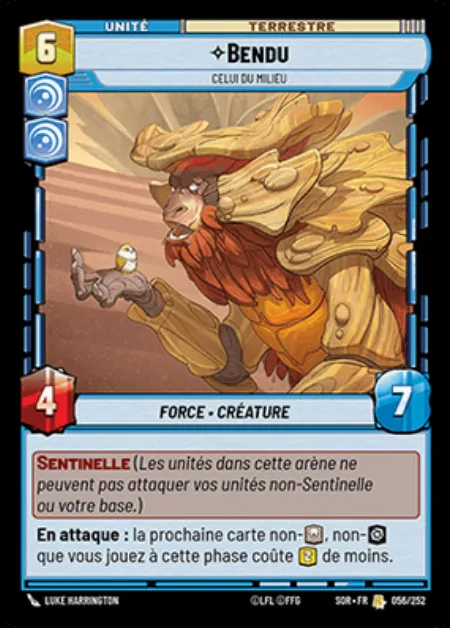 6
UNITÉ
TERRESTRE
BENDU
CELUI DU MILIEU
4
FORCE • CRÉATURE
7
SENTINELLE (Les unités dans cette arène ne
peuvent pas attaquer vos unités non-Sentinelle
ou votre base.)
En attaque : la prochaine carte non- , non-
que vous jouez à cette phase coûte 2 de moins.
LUKE HARRINGTON
©LFL ©FFG
SOR • FR
056/252